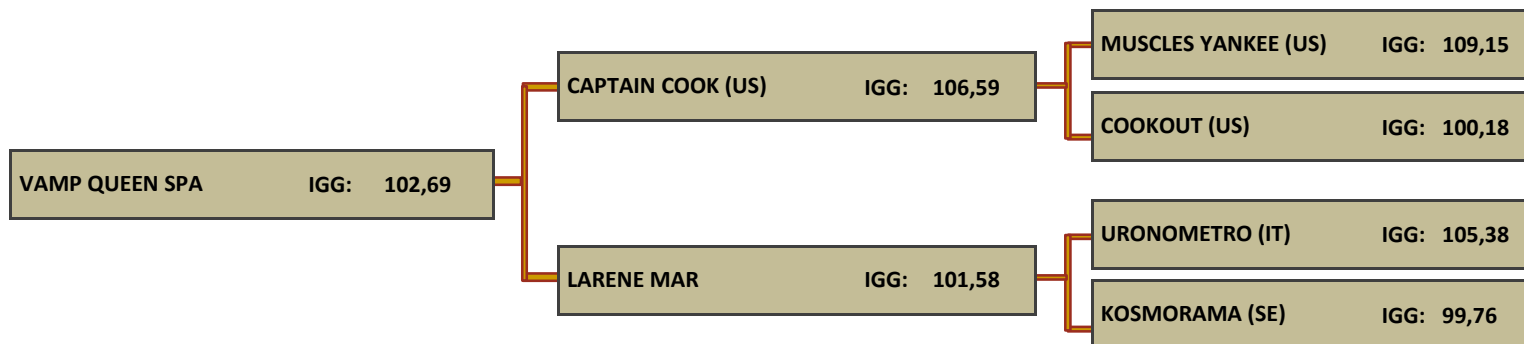 MUSCLES YANKEE (US) IGG: 109,15
CAPTAIN COOK (US) IGG: 106,59
COOKOUT (US) IGG: 100,18
VAMP QUEEN SPA IGG: 102,69
URONOMETRO (IT) IGG: 105,38
LARENE MAR IGG: 101,58
KOSMORAMA (SE) IGG: 99,76